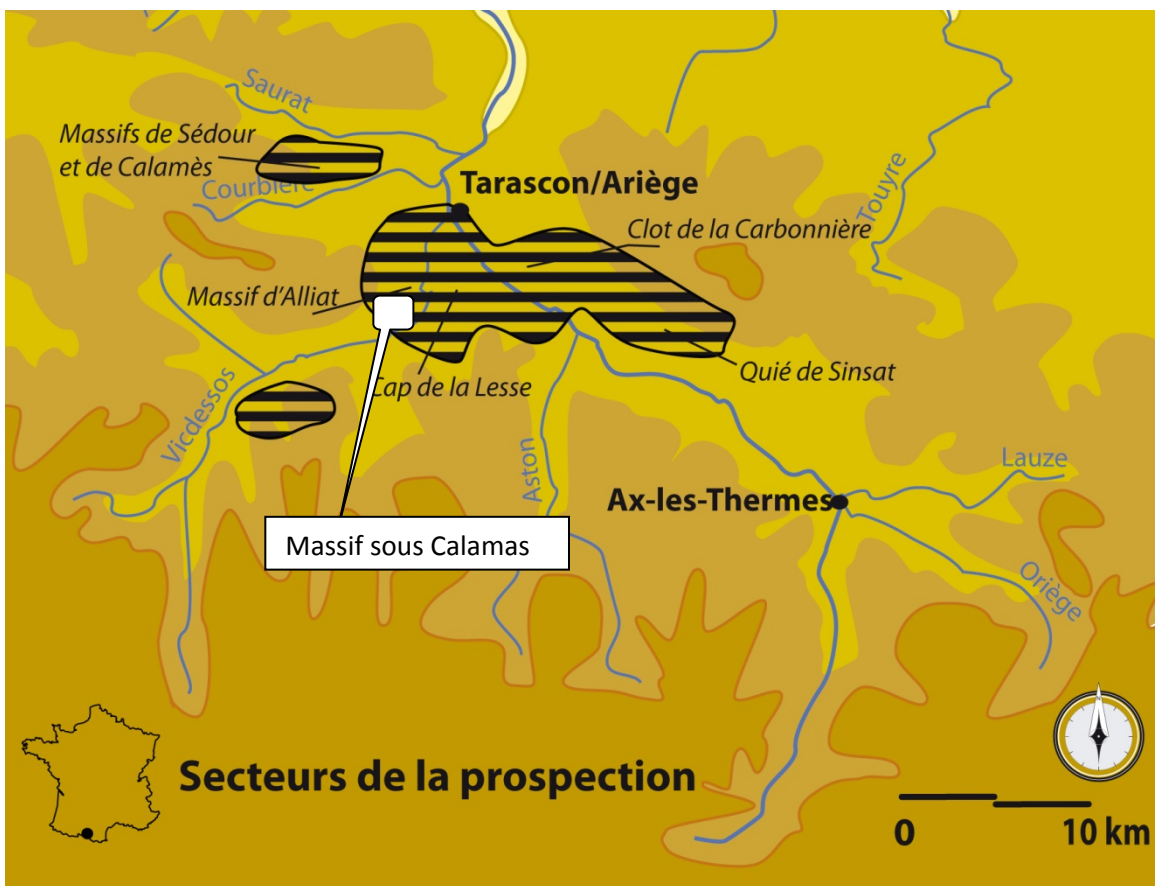 Saurat
Massifs de Sédour
et de Calamès
Courbière
Tarascon/Ariège
Touyre
Clot de la Carbonnière
Massif d'Alliat
Quié de Sinsat
Cap de la Lesse
Vicdessos
Aston
Lauze
Ax-les-Thermes
Massif sous Calamas
Oriège
Secteurs de la prospection
0 10 km